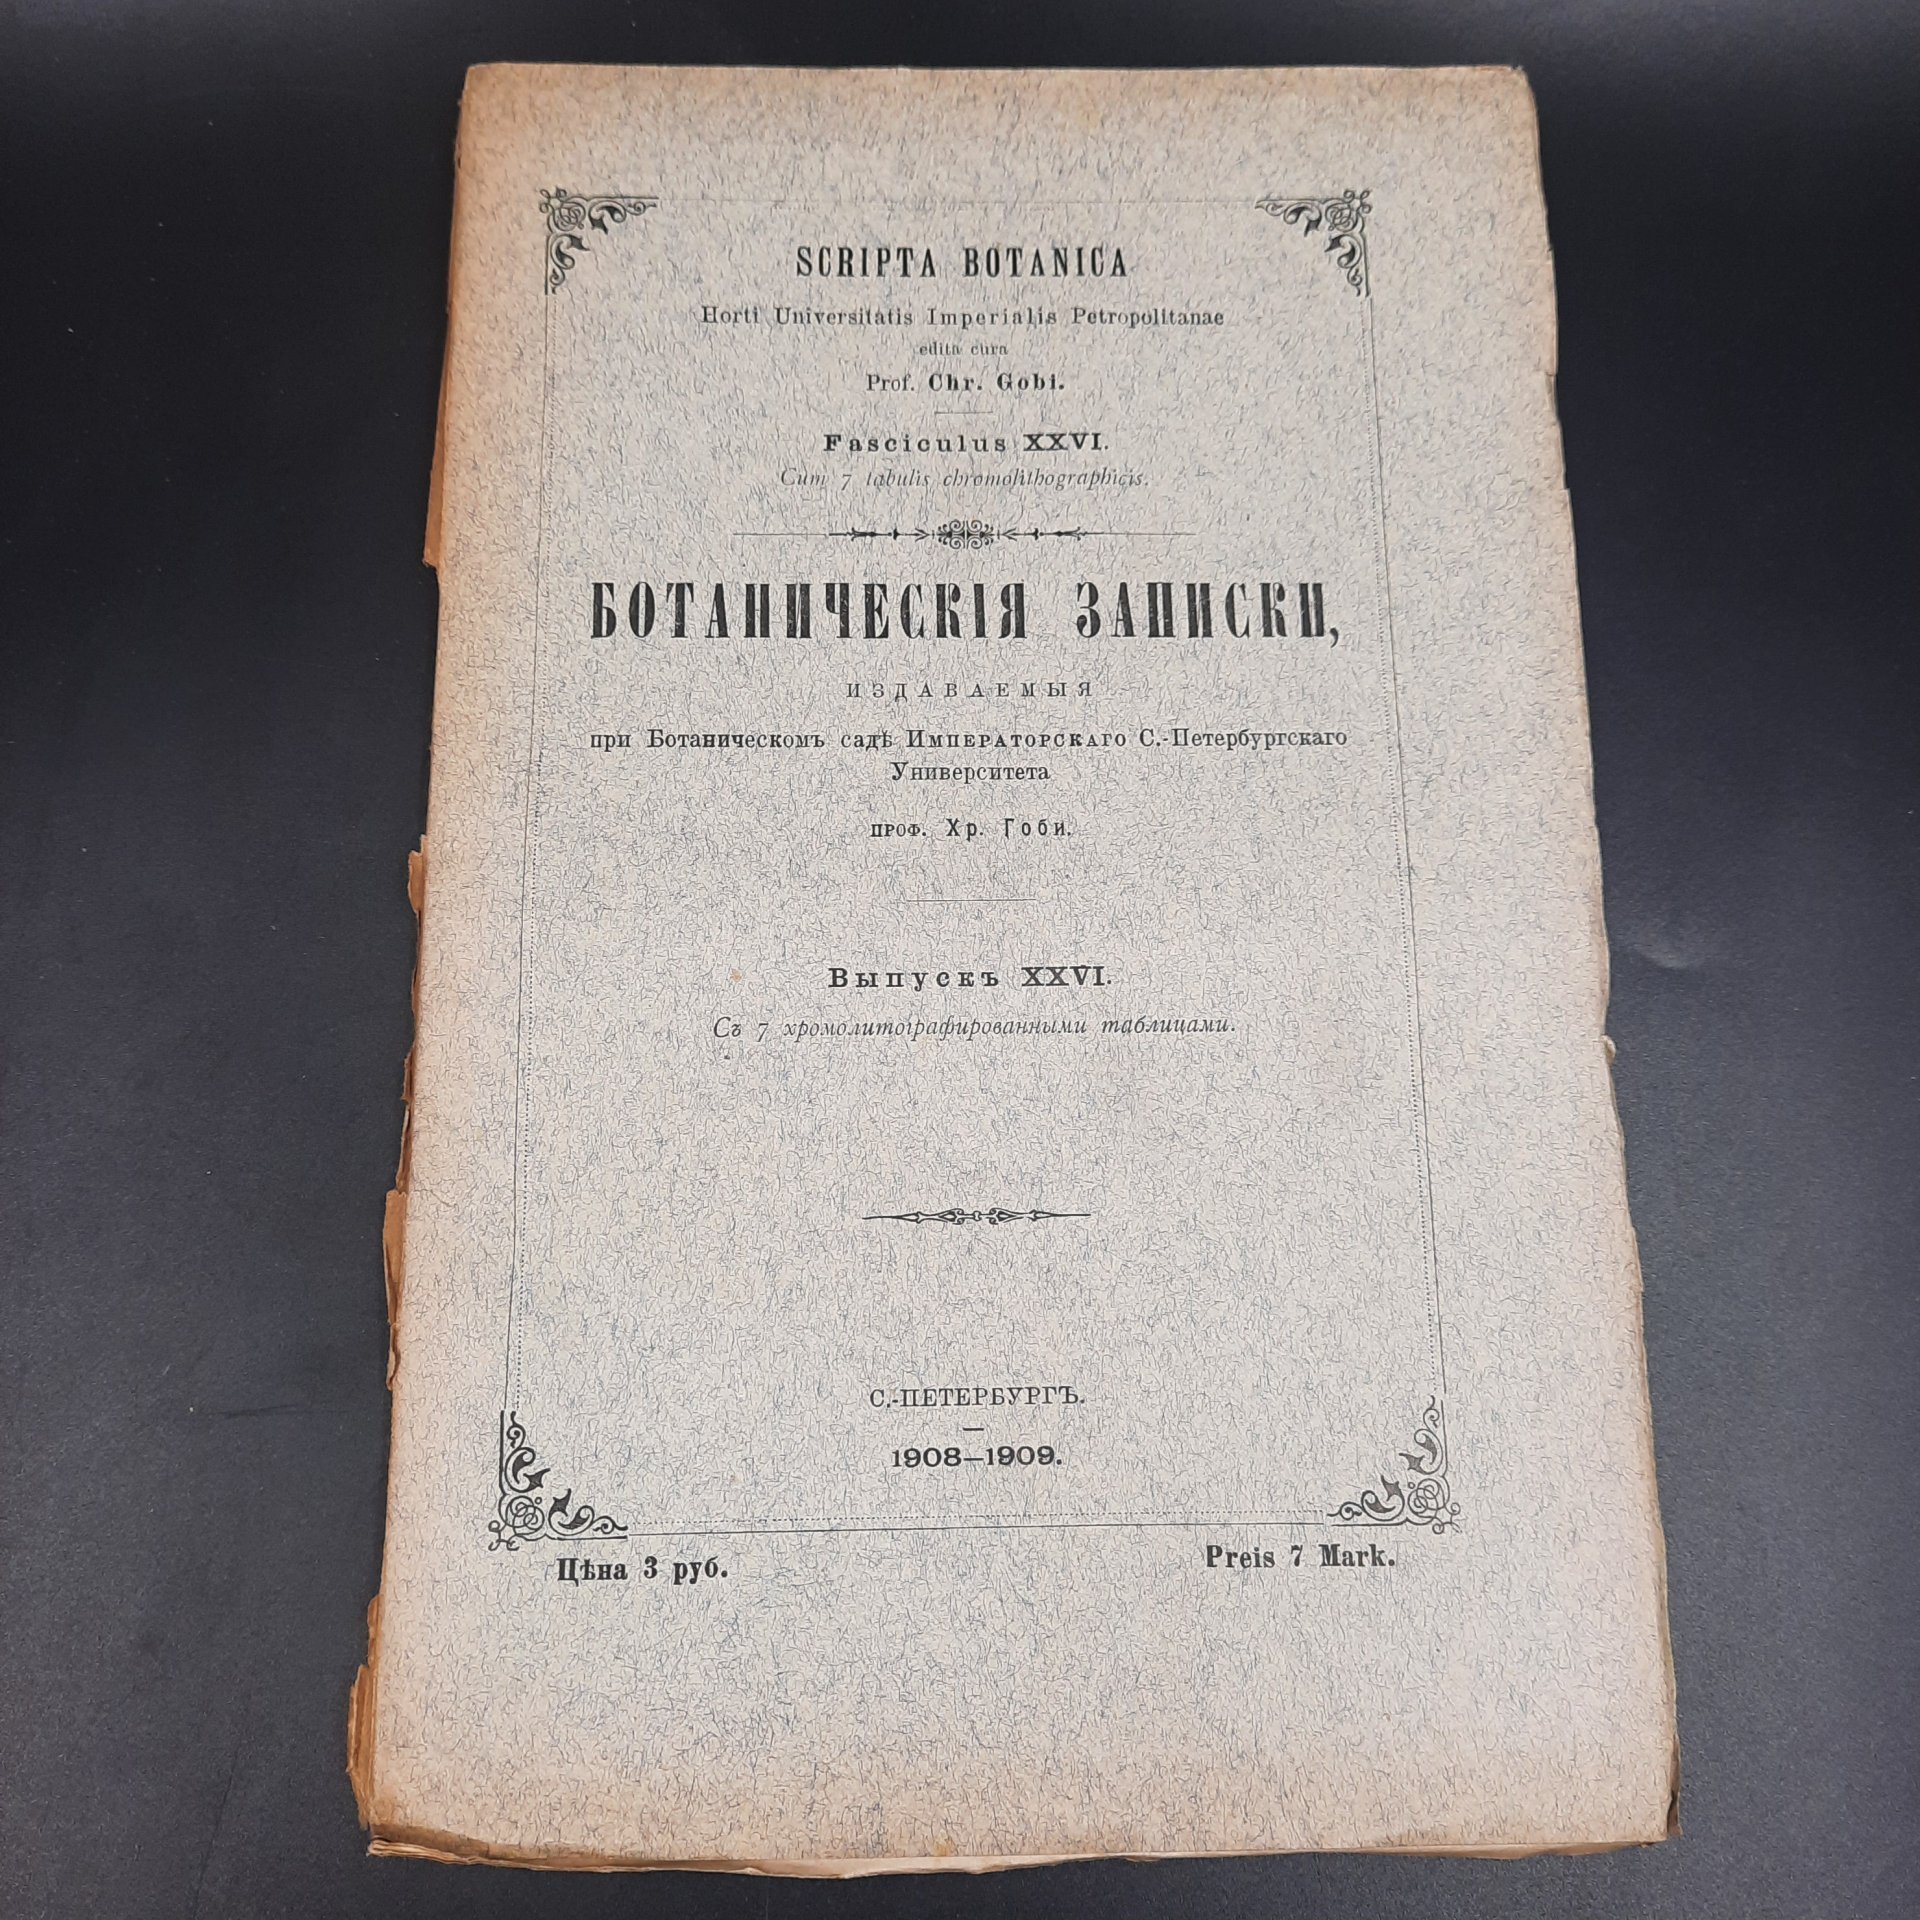 SCRIPTA BOTANICA
Horti Universitatis Imperialis Petropolitanae
edita cura
Prof. Chr. Gobi.
Fasciculus XXVI.
Cum 7 tabulis chromolithographicis.
БОТАНИЧЕСКІЯ ЗАПИСКИ,
ИЗДАВАЕМЫЯ
при Ботаническомъ садѣ ИМПЕРАТОРСКАГО С.-Петербургскаго
Университета
проф. Хр. Гоби.
Выпускъ XXVI.
Съ 7 хромолитографированными таблицами.
С.-ПЕТЕРБУРГЪ.
1908—1909.
Цѣна 3 руб.
Preis 7 Mark.